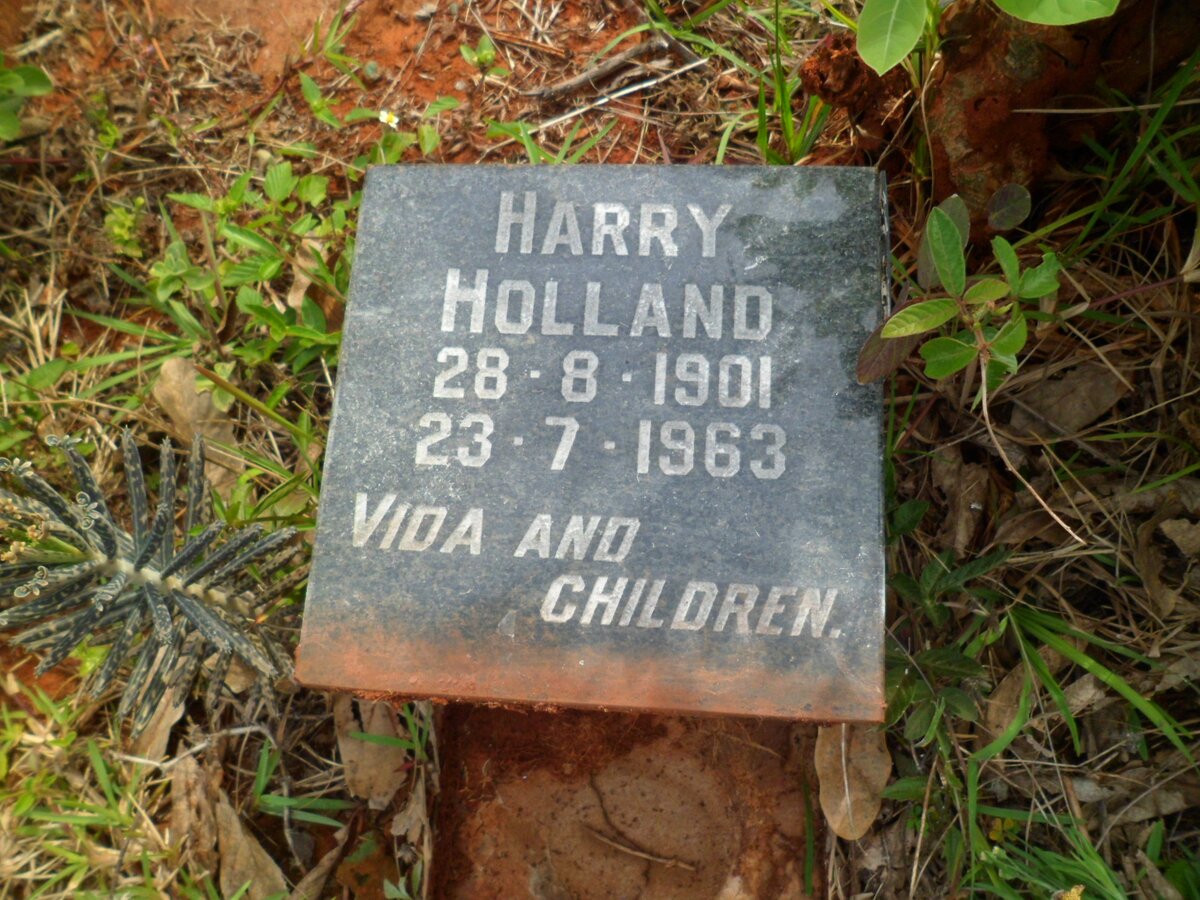 HARRY
HOLLAND
28·8·1901
23·7·1963
VIDA AND
CHILDREN.